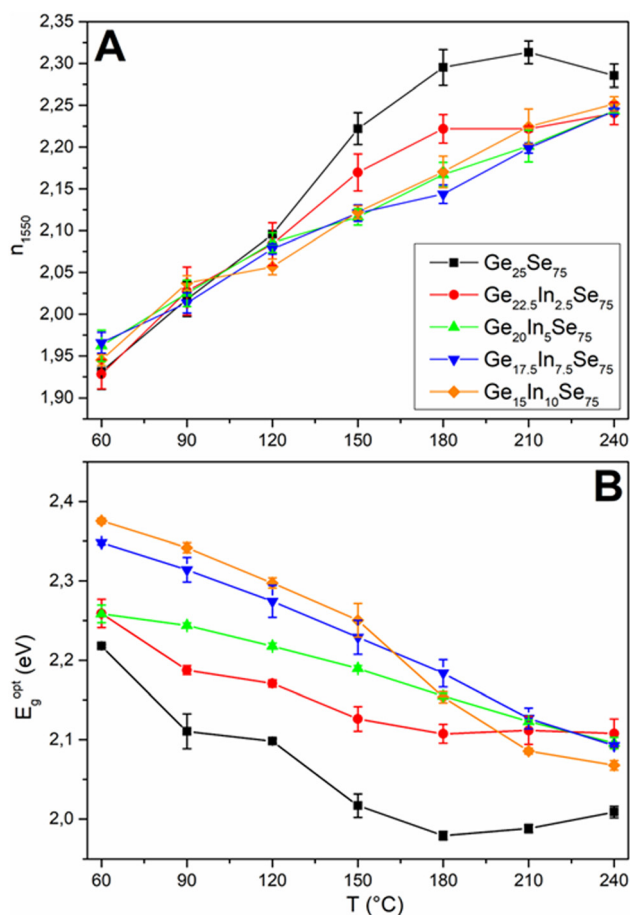 A
2,35
2,30
2,25
2,20
2,15
2,10
2,05
2,00
1,95
1,90
n1550
Ge25Se75
Ge22.5In2.5Se75
Ge20In5Se75
Ge17.5In7.5Se75
Ge15In10Se75
60 90 120 150 180 210 240
B
2,4
2,3
2,2
2,1
2,0
Eg^opt (eV)
60 90 120 150 180 210 240
T (°C)